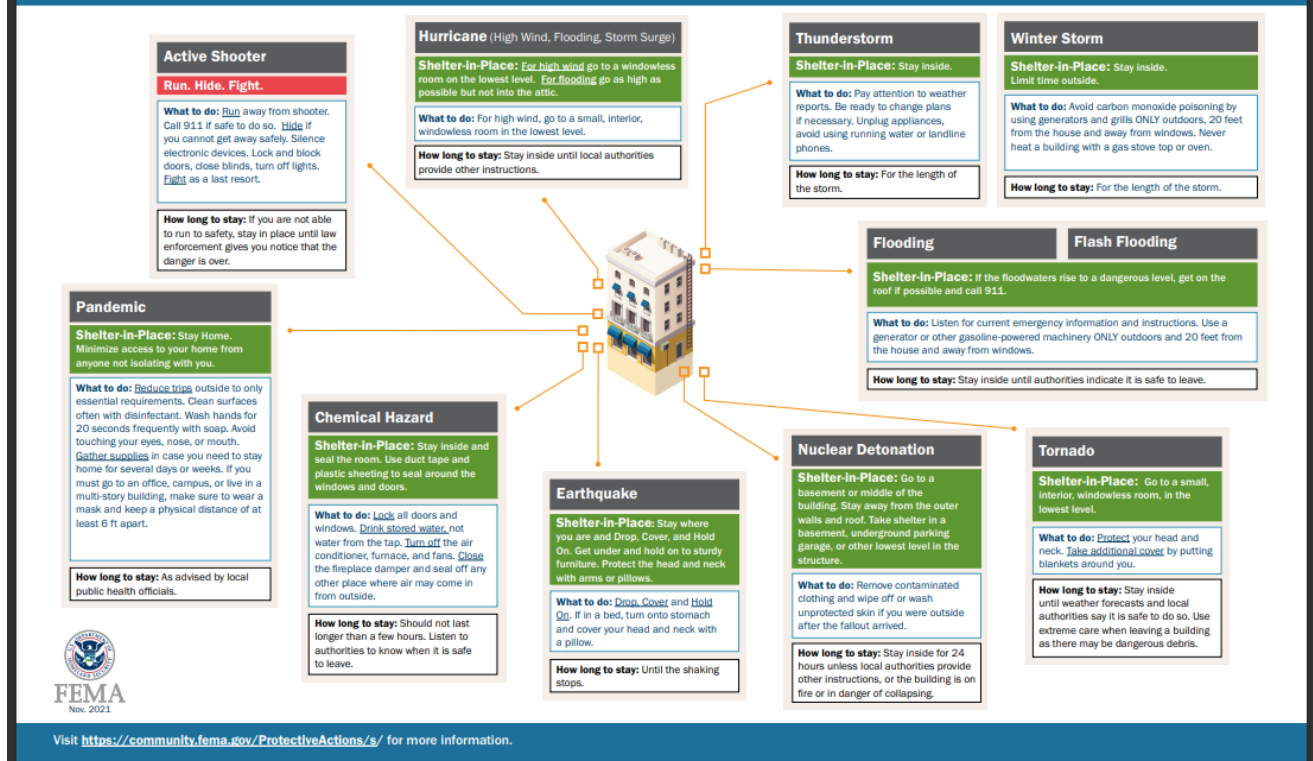 Active Shooter
Run. Hide. Fight.
What to do: Run away from shooter.
Call 911 if safe to do so. Hide if
you cannot get away safely. Silence
electronic devices. Lock and block
doors, close blinds, turn off lights.
Fight as a last resort.
How long to stay: If you are not able
to run to safety, stay in place until law
enforcement gives you notice that the
danger is over.
Hurricane (High Wind, Flooding, Storm Surge)
Shelter-in-Place: For high wind go to a windowless
room on the lowest level. For flooding go as high as
possible but not into the attic.
What to do: For high wind, go to a small, interior,
windowless room in the lowest level.
How long to stay: Stay inside until local authorities
provide other instructions.
Thunderstorm
Shelter-in-Place: Stay inside.
What to do: Pay attention to weather
reports. Be ready to change plans
if necessary. Unplug appliances,
avoid using running water or landline
phones.
How long to stay: For the length of
the storm.
Winter Storm
Shelter-in-Place: Stay inside.
Limit time outside.
What to do: Avoid carbon monoxide poisoning by
using generators and grills ONLY outdoors, 20 feet
from the house and away from windows. Never
heat a building with a gas stove top or oven.
How long to stay: For the length of the storm.
Flooding
Flash Flooding
Shelter-in-Place: If the floodwaters rise to a dangerous level, get on the
roof if possible and call 911.
What to do: Listen for current emergency information and instructions. Use a
generator or other gasoline-powered machinery ONLY outdoors and 20 feet from
the house and away from windows.
How long to stay: Stay inside until authorities indicate it is safe to leave.
Pandemic
Shelter-in-Place: Stay Home.
Minimize access to your home from
anyone not isolating with you.
What to do: Reduce trips outside to only
essential requirements. Clean surfaces
often with disinfectant. Wash hands for
20 seconds frequently with soap. Avoid
touching your eyes, nose, or mouth.
Gather supplies in case you need to stay
home for several days or weeks. If you
must go to an office, campus, or live in a
multi-story building, make sure to wear a
mask and keep a physical distance of at
least 6 ft apart.
How long to stay: As advised by local
public health officials.
Chemical Hazard
Shelter-in-Place: Stay inside and
seal the room. Use duct tape and
plastic sheeting to seal around the
windows and doors.
What to do: Lock all doors and
windows. Drink stored water, not
water from the tap. Turn off the air
conditioner, furnace, and fans. Close
the fireplace damper and seal off any
other place where air may come in
from outside.
How long to stay: Should not last
longer than a few hours. Listen to
authorities to know when it is safe
to leave.
Earthquake
Shelter-in-Place: Stay where
you are and Drop, Cover, and Hold
On. Get under and hold on to sturdy
furniture. Protect the head and neck
with arms or pillows.
What to do: Drop, Cover and Hold
On. If in a bed, turn onto stomach
and cover your head and neck with
a pillow.
How long to stay: Until the shaking
stops.
Nuclear Detonation
Shelter-in-Place: Go to a
basement or middle of the
building. Stay away from the outer
walls and roof. Take shelter in a
basement, underground parking
garage, or other lowest level in the
structure.
What to do: Remove contaminated
clothing and wipe off or wash
unprotected skin if you were outside
after the fallout arrived.
How long to stay: Stay inside for 24
hours unless local authorities provide
other instructions, or the building is on
fire or in danger of collapsing.
Tornado
Shelter-in-Place: Go to a small,
interior, windowless room, in the
lowest level.
What to do: Protect your head and
neck. Take additional cover by putting
blankets around you.
How long to stay: Stay inside
until weather forecasts and local
authorities say it is safe to do so. Use
extreme care when leaving a building
as there may be dangerous debris.
FEMA
Nov. 2021
Visit https://community.fema.gov/ProtectiveActions/s/ for more information.